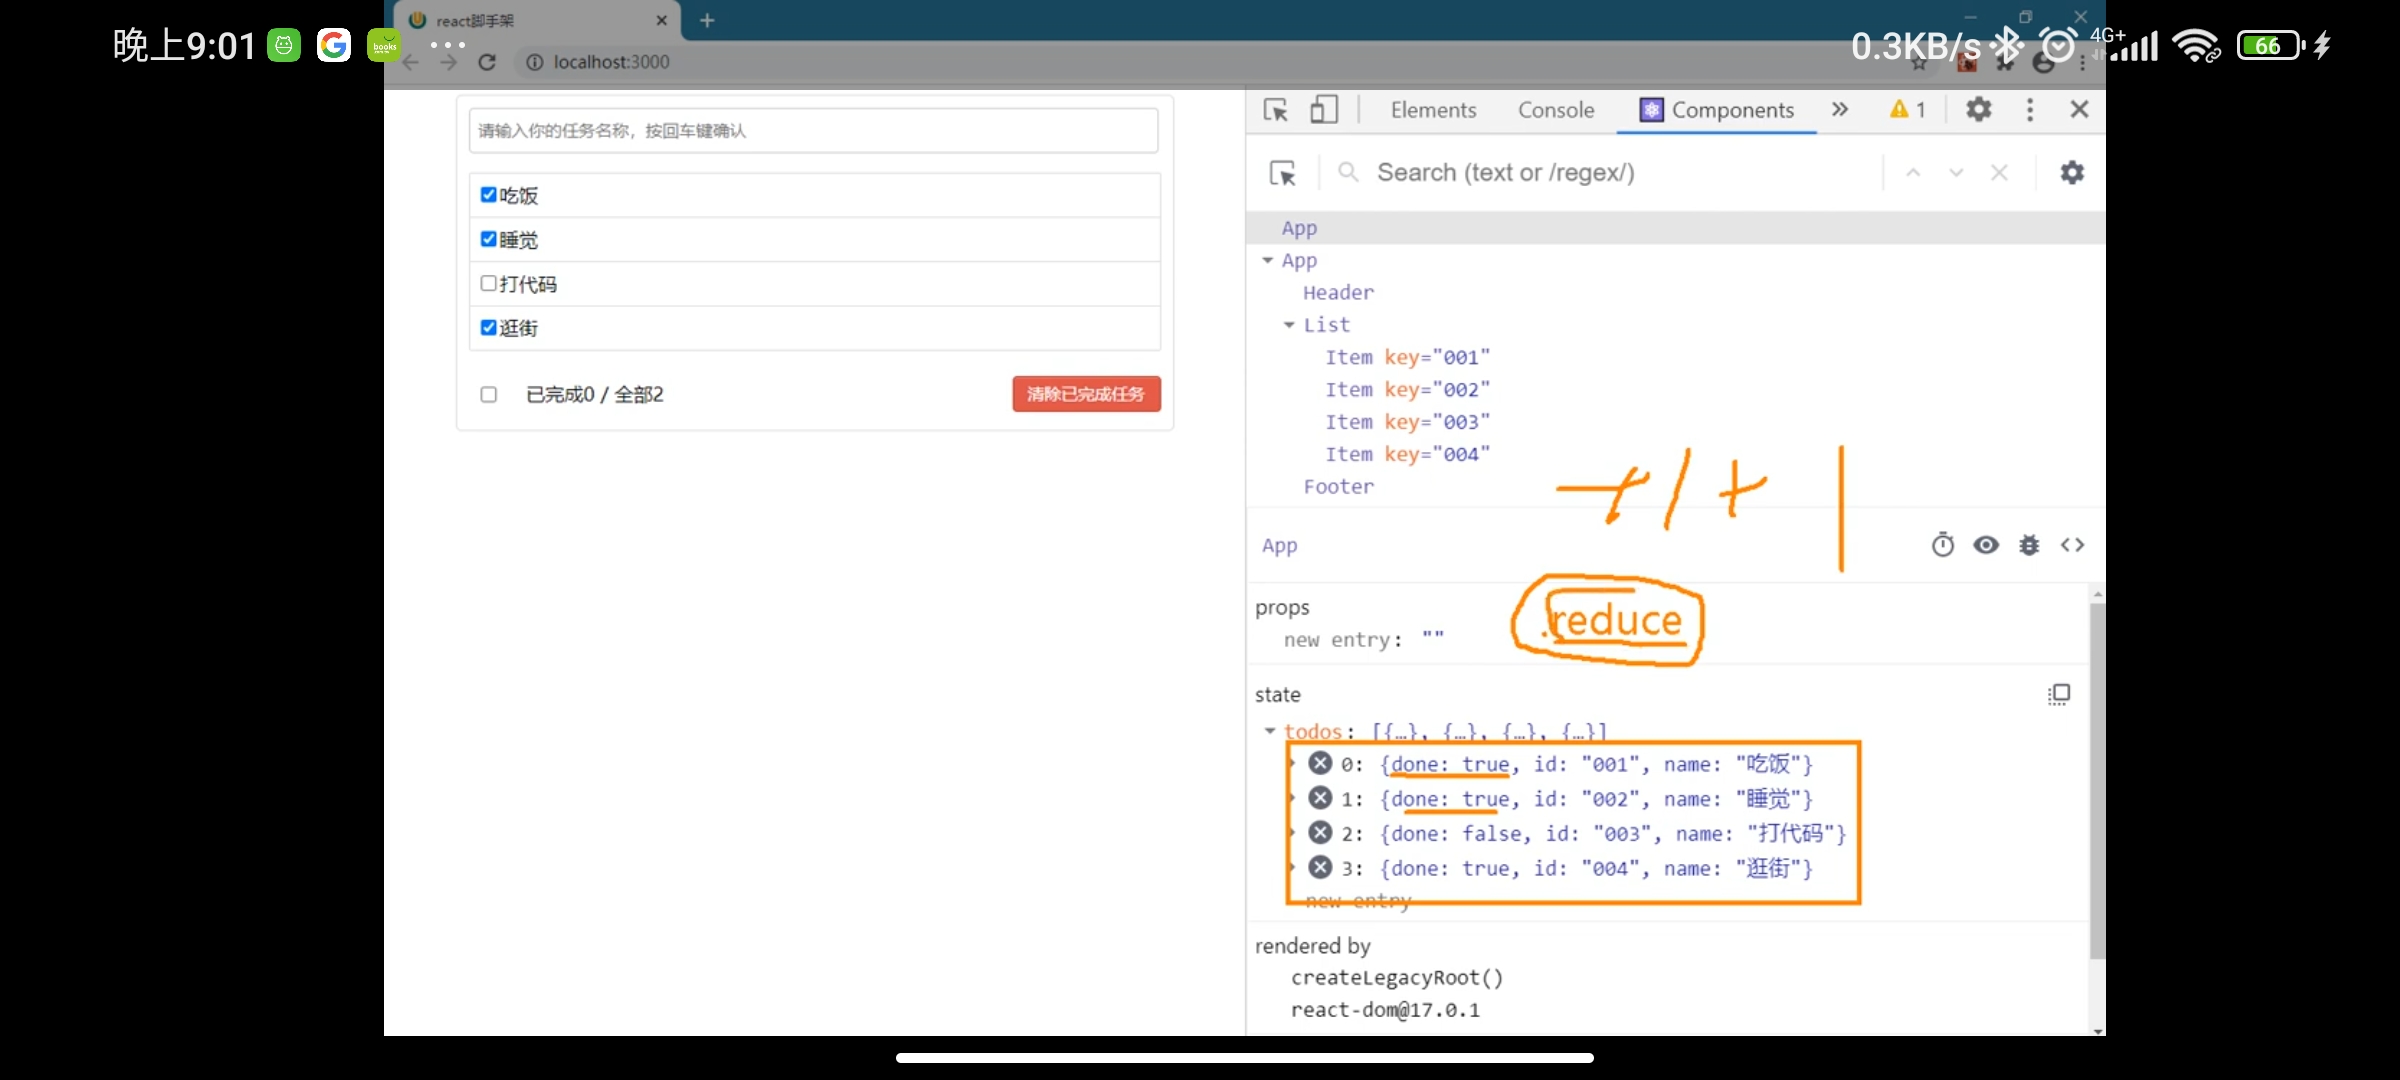 晚上9:01
books
0.3KB/s
4G+
66
react脚手架
localhost:3000
请输入你的任务名称，按回车键确认
吃饭
睡觉
打代码
逛街
已完成0 / 全部2
清除已完成任务
Elements Console Components 1
Search (text or /regex/)
App
App
Header
List
Item key="001"
Item key="002"
Item key="003"
Item key="004"
Footer
App
props
new entry: ""
.reduce
state
todos: [{…}, {…}, {…}, {…}]
0: {done: true, id: "001", name: "吃饭"}
1: {done: true, id: "002", name: "睡觉"}
2: {done: false, id: "003", name: "打代码"}
3: {done: true, id: "004", name: "逛街"}
new entry
rendered by
createLegacyRoot()
react-dom@17.0.1